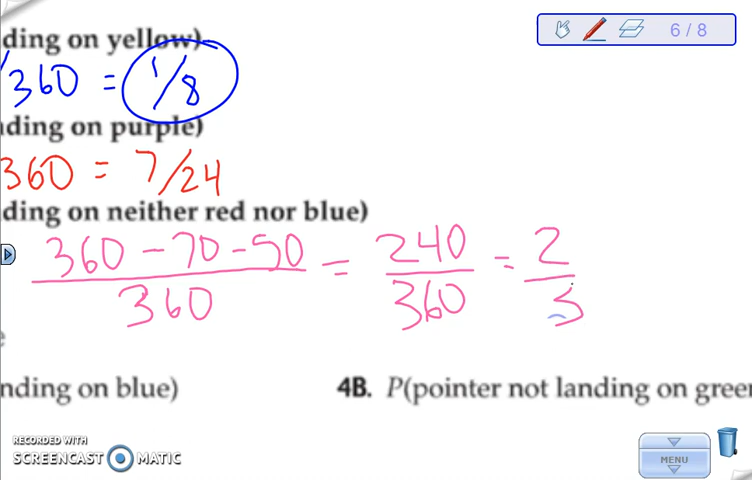 ding on yellow)
6 / 8
/360 = 1/8
ding on purple)
360 = 7/24
ding on neither red nor blue)
360 - 70 - 50 / 360 = 240 / 360 = 2 / 3
nding on blue)
4B. P(pointer not landing on green
RECORDED WITH
SCREENCAST MATIC
MENU